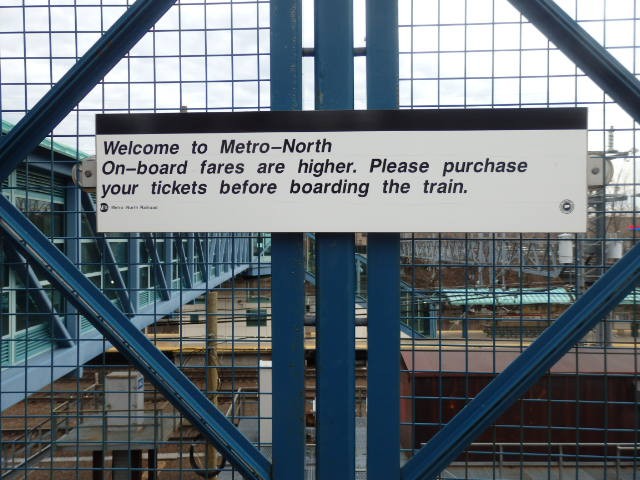 Welcome to Metro-North
On-board fares are higher. Please purchase
your tickets before boarding the train.
Metro-North Railroad